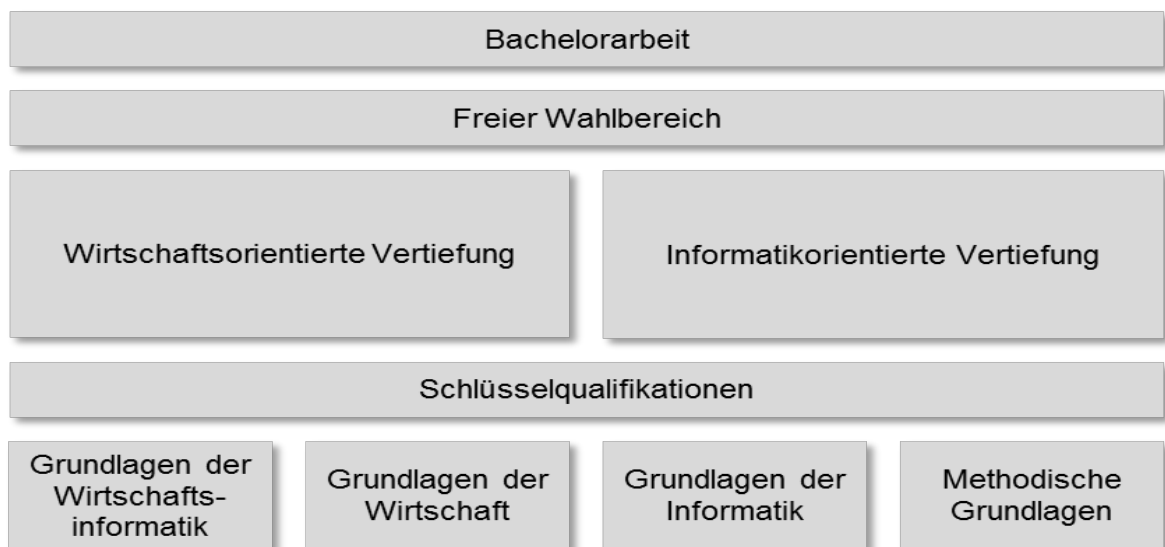 Bachelorarbeit
Freier Wahlbereich
Wirtschaftsorientierte Vertiefung
Informatikorientierte Vertiefung
Schlüsselqualifikationen
Grundlagen der
Wirtschafts-
informatik
Grundlagen der
Wirtschaft
Grundlagen der
Informatik
Methodische
Grundlagen